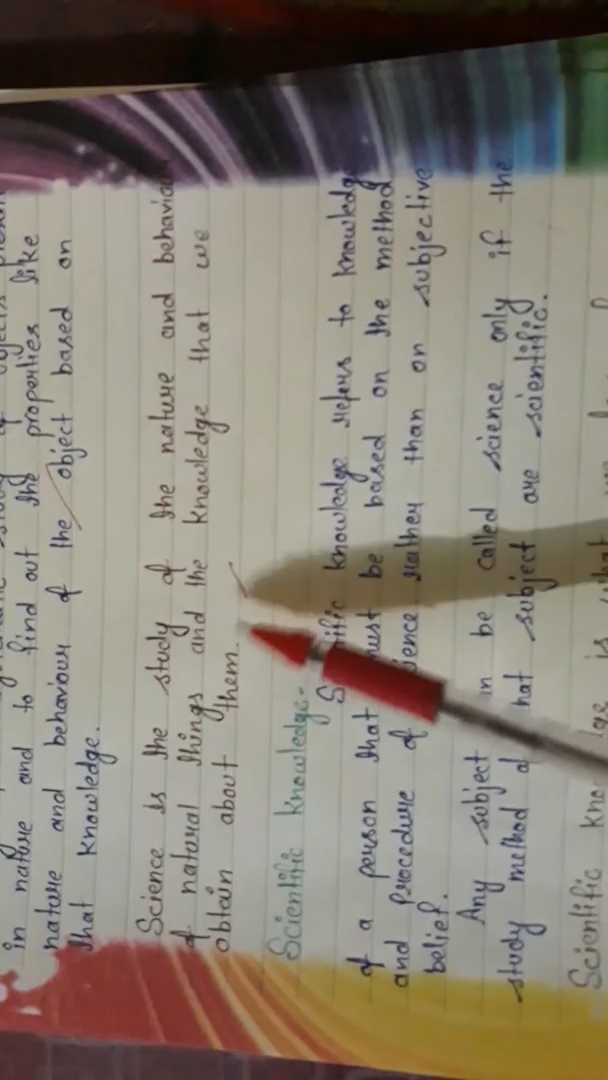 in nature and to find out the properties like
nature and behaviour of the object based on
that knowledge.
Science is the study of the nature and behaviour
of natural things and the knowledge that we
obtain about them.
Scientific knowledge-
knowledge refers to knowledge
of a person that must be based on the method
and procedure of rather than on subjective
belief.
Any subject be called science only if the
study method subject are scientific.
Scientific